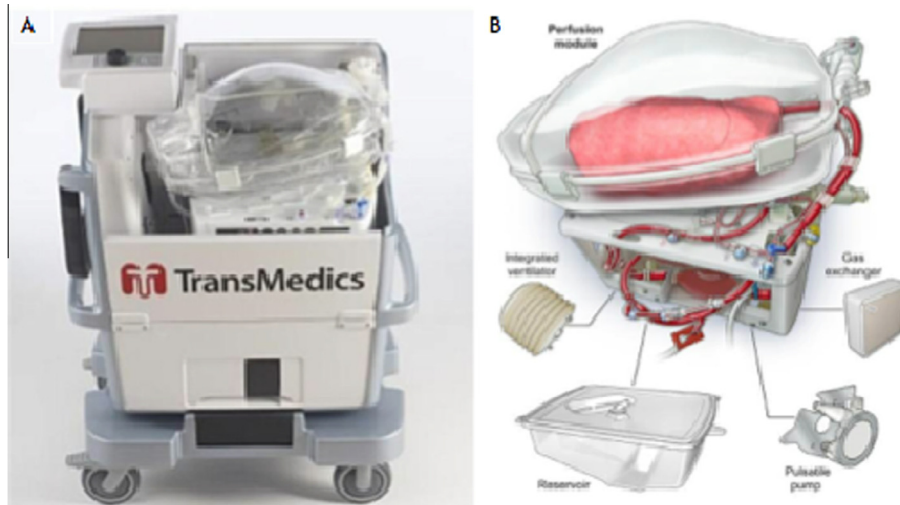 A
TransMedics
B
Perfusion
module
Integrated
ventilator
Gas
exchanger
Reservoir
Pulsatile
pump